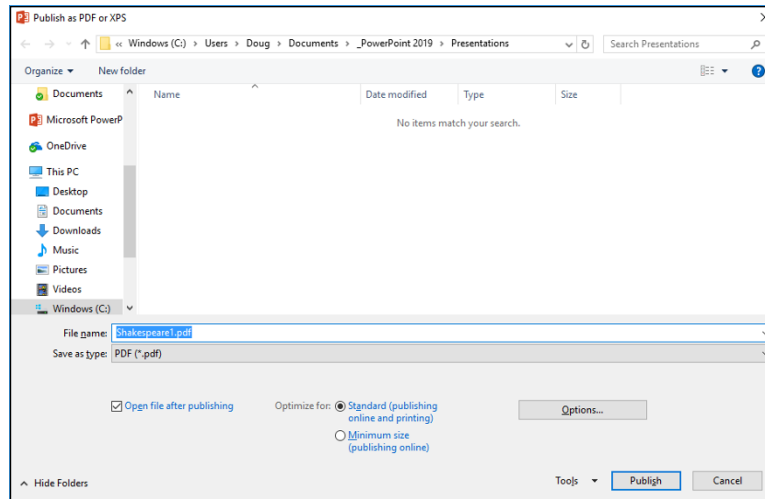 Publish as PDF or XPS
« Windows (C:) › Users › Doug › Documents › _PowerPoint 2019 › Presentations
Search Presentations
Organize
New folder
Name
Date modified
Type
Size
No items match your search.
Documents
Microsoft PowerP
OneDrive
This PC
Desktop
Documents
Downloads
Music
Pictures
Videos
Windows (C:)
File name: Shakespeare1.pdf
Save as type: PDF (*.pdf)
Open file after publishing
Optimize for:
Standard (publishing
online and printing)
Minimum size
(publishing online)
Options...
Hide Folders
Tools
Publish
Cancel